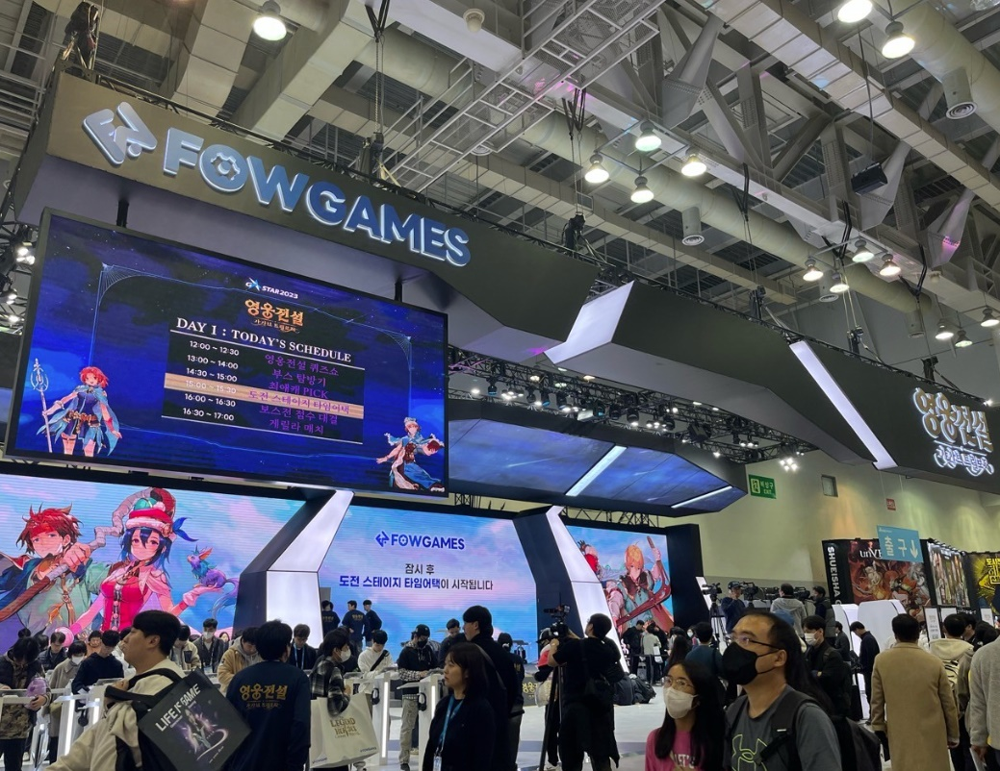 FOWGAMES
G STAR 2023
영웅전설
가가브 트릴로지
DAY 1 : TODAY'S SCHEDULE
12:00 ~ 12:30 영웅전설 퀴즈쇼
13:00 ~ 14:00 부스 탐방기
14:30 ~ 15:00 최애캐 PICK
15:00 ~ 15:30 도전 스테이지 타임어택
16:00 ~ 16:30 보스전 점수 대결
16:30 ~ 17:00 게릴라 매치
영웅전설
가가브 트릴로지
FOWGAMES
잠시 후
도전 스테이지 타임어택이 시작됩니다
비상구
출구
SHUEISHA
LIFE is GAME
영웅전설